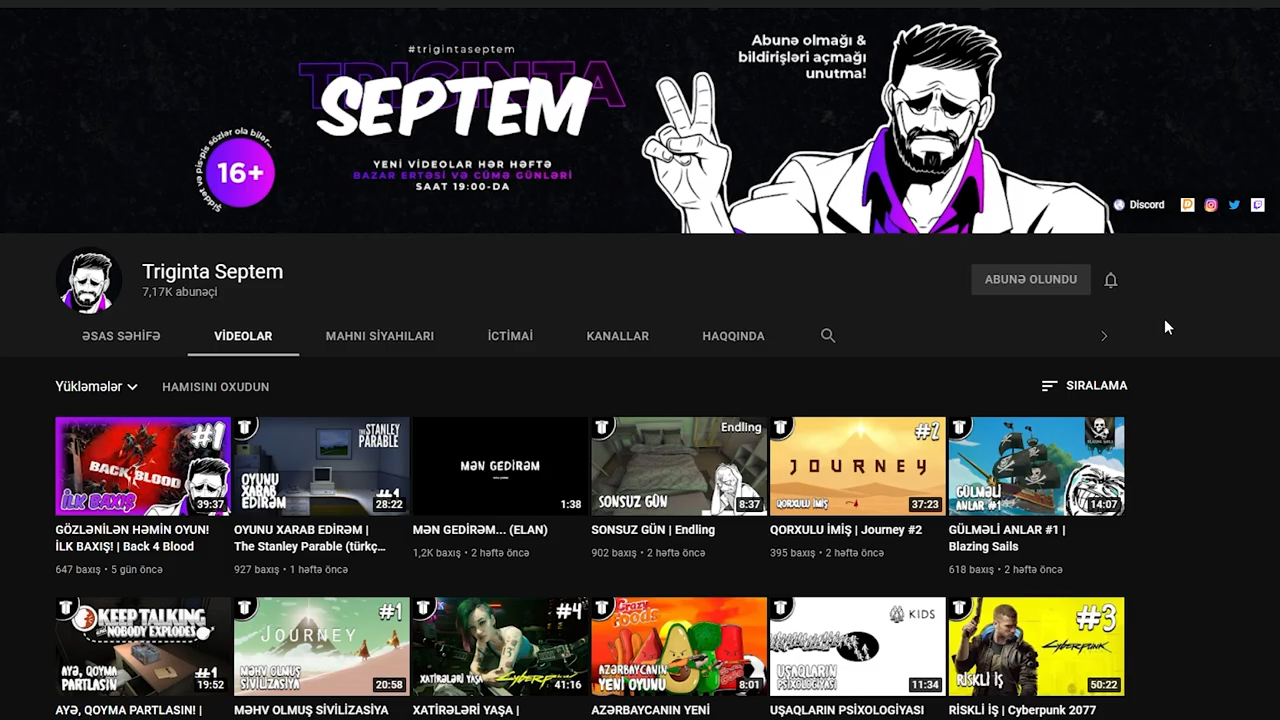 #trigintaseptem
TRIGINTA
SEPTEM
YENİ VİDEOLAR HƏR HƏFTƏ
BAZAR ERTƏSİ VƏ CÜMƏ GÜNLƏRİ
SAAT 19:00-DA
Şiddət və pis-pis sözlər ola bilər~
16+
Abunə olmağı &
bildirişləri açmağı
unutma!
Discord
Triginta Septem
7,17K abunəçi
ABUNƏ OLUNDU
ƏSAS SƏHİFƏ
VİDEOLAR
MAHNI SİYAHILARI
İCTİMAİ
KANALLAR
HAQQINDA
Yükləmələr
HAMISINI OXUDUN
SIRALAMA
#1
BACK 4 BLOOD
İLK BAXIŞ
39:37
THE STANLEY
PARABLE
OYUNU
XARAB
EDİRƏM
#1
28:22
MƏN GEDİRƏM
1:38
Endling
SONSUZ GÜN
8:37
#2
JOURNEY
QORXULU İMİŞ
37:23
GÜLMƏLİ
ANLAR #1
14:07
GÖZLƏNİLƏN HƏMİN OYUN!
İLK BAXIŞ! | Back 4 Blood
647 baxış • 5 gün öncə
OYUNU XARAB EDİRƏM |
The Stanley Parable (türkç...
927 baxış • 1 həftə öncə
MƏN GEDİRƏM... (ELAN)
1,2K baxış • 2 həftə öncə
SONSUZ GÜN | Endling
902 baxış • 2 həftə öncə
QORXULU İMİŞ | Journey #2
395 baxış • 2 həftə öncə
GÜLMƏLİ ANLAR #1 |
Blazing Sails
618 baxış • 2 həftə öncə
KEEP TALKING
AND NOBODY EXPLODES
AYƏ, QOYMA
PARTLASIN
#1
19:52
#1
JOURNEY
MƏHV OLMUŞ
SİVİLİZASİYA
20:58
#4
XATİRƏLƏRİ YAŞA
Cyberpunk
41:16
Crazy
Foods
AZƏRBAYCANIN
YENİ OYUNU
8:01
KIDS
UŞAQLARIN
PSİXOLOGİYASI
11:34
#3
CYBERPUNK
RİSKLİ İŞ
50:22
AYƏ, QOYMA PARTLASIN! |
MƏHV OLMUŞ SİVİLİZASİYA
XATİRƏLƏRİ YAŞA |
AZƏRBAYCANIN YENİ
UŞAQLARIN PSİXOLOGİYASI
RİSKLİ İŞ | Cyberpunk 2077